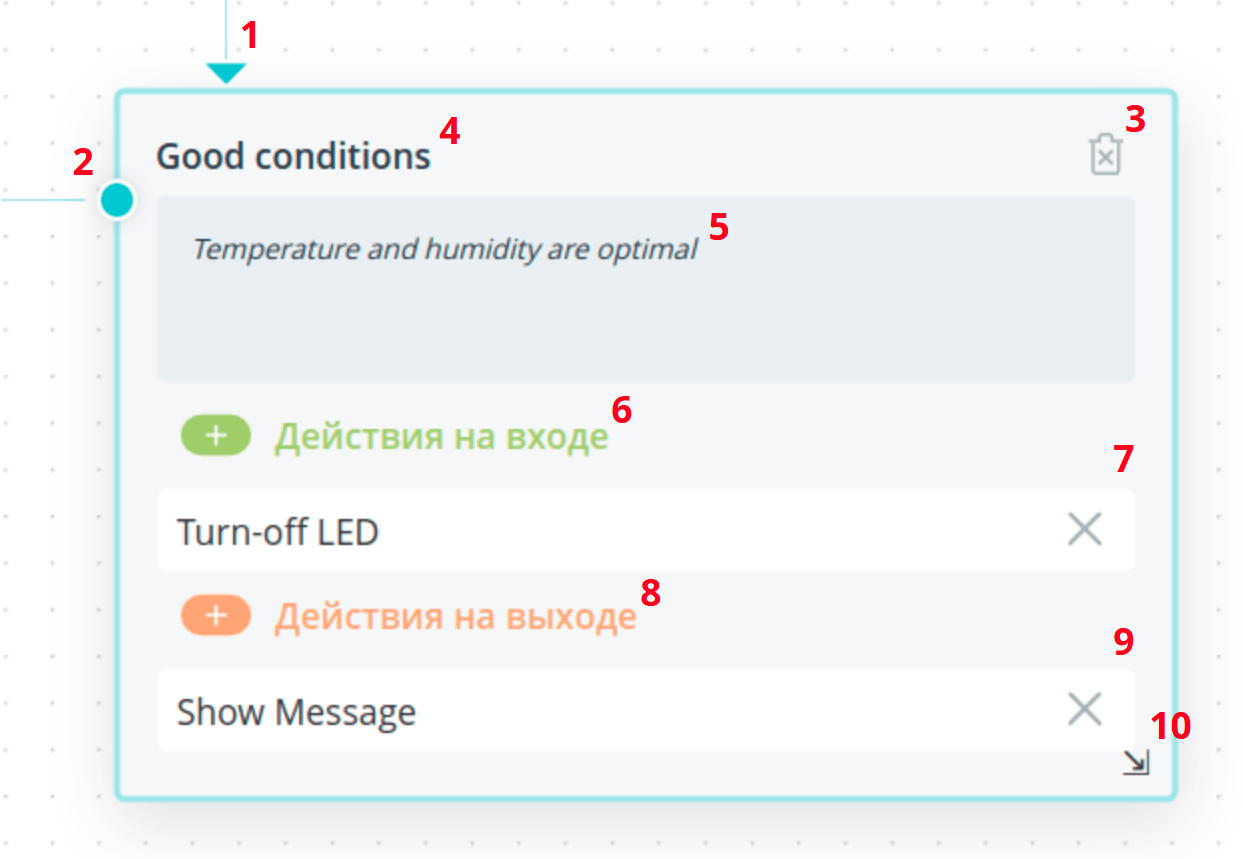 1
4
3
Good conditions
2
5
Temperature and humidity are optimal
6
+ Действия на входе
7
Turn-off LED
8
+ Действия на выходе
9
Show Message
10